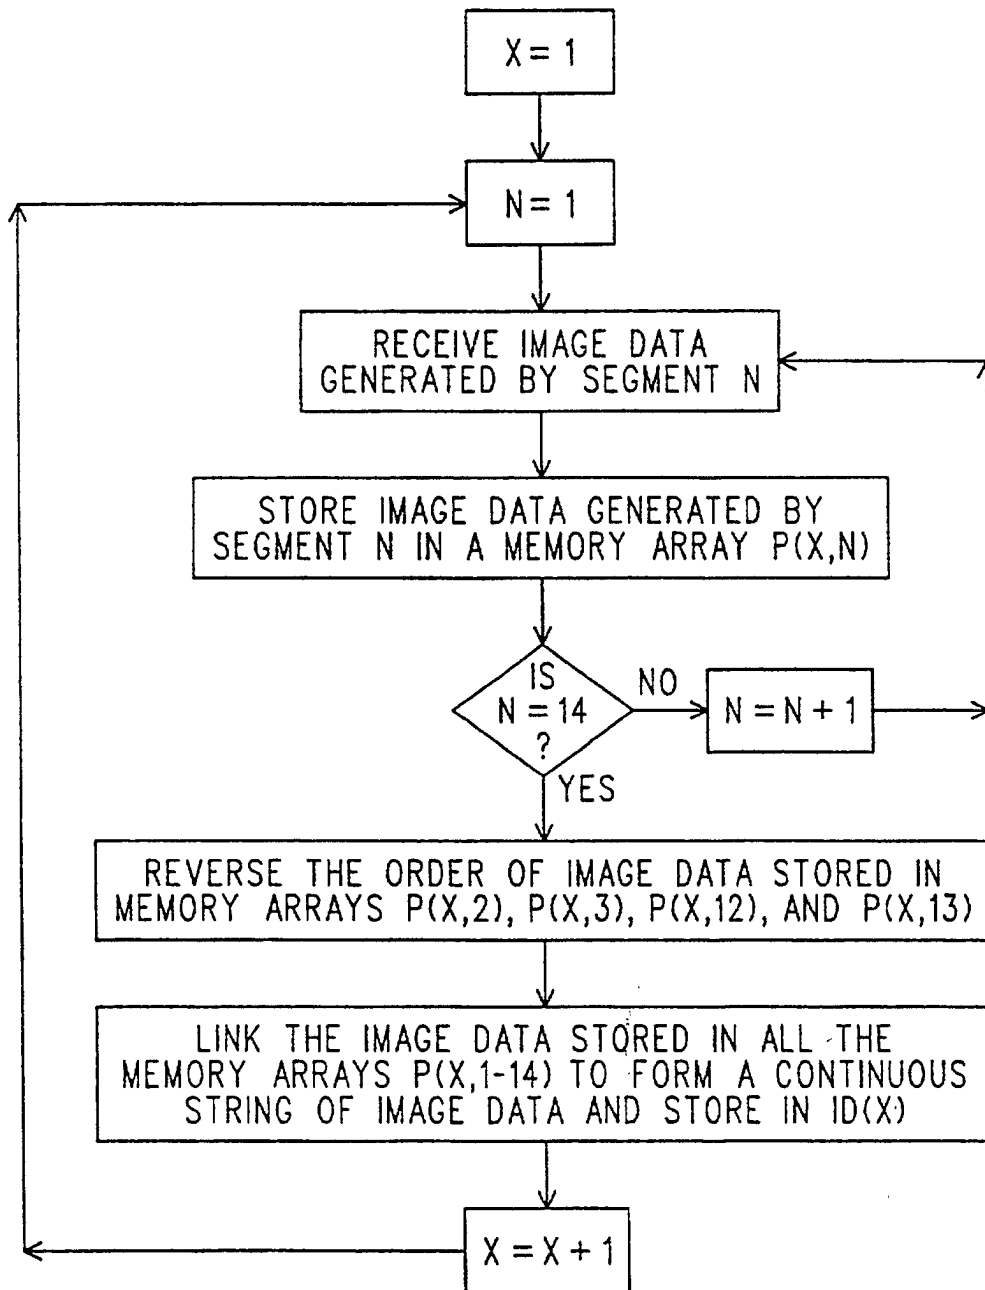 X = 1
N = 1
RECEIVE IMAGE DATA
GENERATED BY SEGMENT N
STORE IMAGE DATA GENERATED BY
SEGMENT N IN A MEMORY ARRAY P(X,N)
IS
N = 14
?
NO
N = N + 1
YES
REVERSE THE ORDER OF IMAGE DATA STORED IN
MEMORY ARRAYS P(X,2), P(X,3), P(X,12), AND P(X,13)
LINK THE IMAGE DATA STORED IN ALL THE
MEMORY ARRAYS P(X,1-14) TO FORM A CONTINUOUS
STRING OF IMAGE DATA AND STORE IN ID(X)
X = X + 1